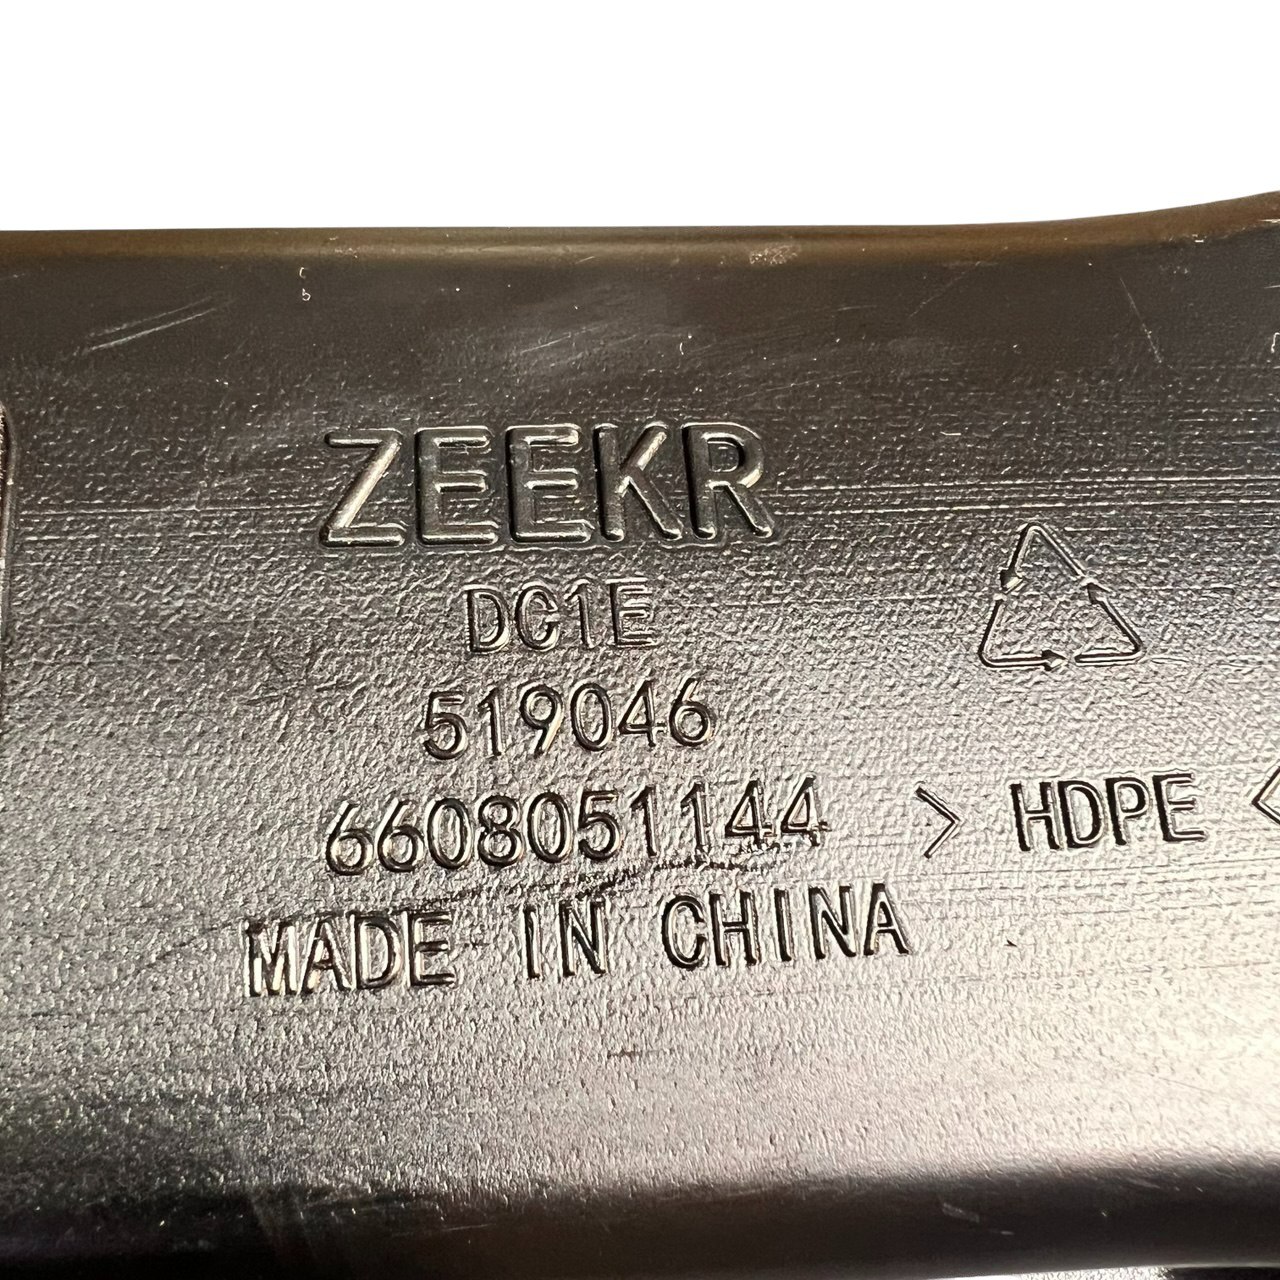 ZEEKR
DC1E
519046
6608051144
> HDPE <
MADE IN CHINA